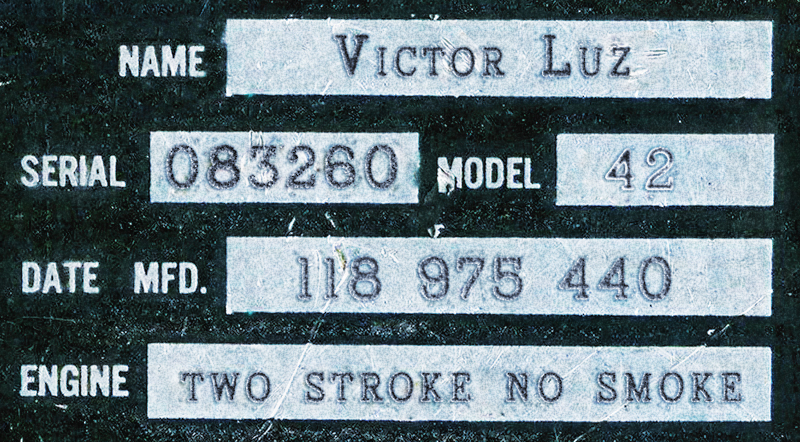 NAME Victor Luz
SERIAL 083260 MODEL 42
DATE MFD. 118 975 440
ENGINE TWO STROKE NO SMOKE